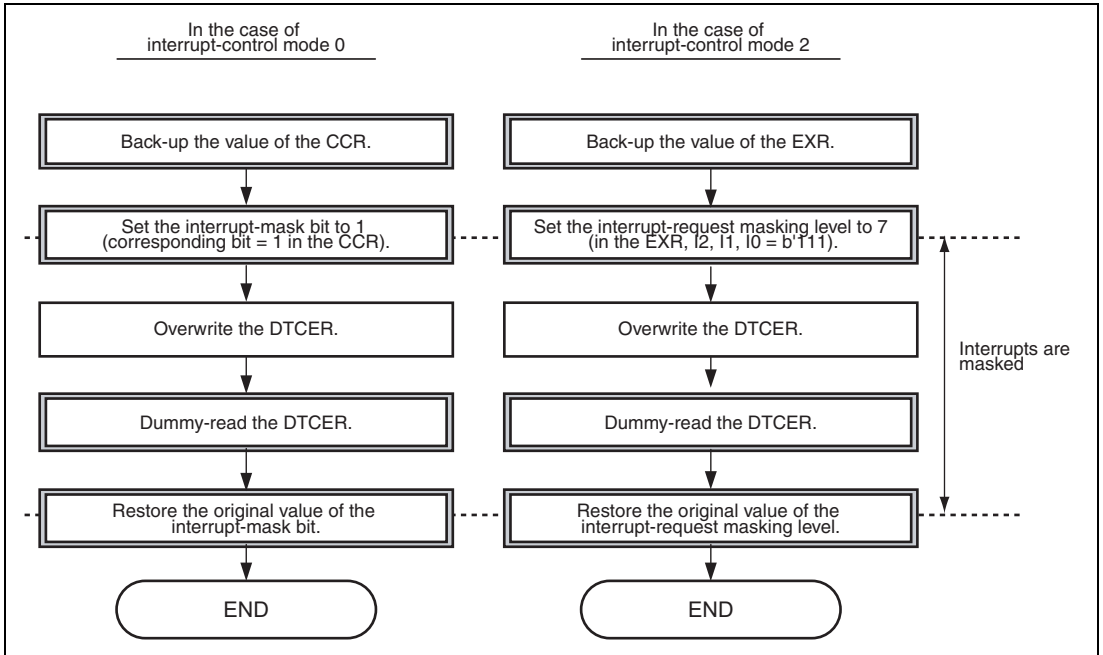 In the case of
interrupt-control mode 0
Back-up the value of the CCR.
Set the interrupt-mask bit to 1
(corresponding bit = 1 in the CCR).
Overwrite the DTCER.
Dummy-read the DTCER.
Restore the original value of the
interrupt-mask bit.
END
In the case of
interrupt-control mode 2
Back-up the value of the EXR.
Set the interrupt-request masking level to 7
(in the EXR, I2, I1, I0 = b'111).
Overwrite the DTCER.
Dummy-read the DTCER.
Restore the original value of the
interrupt-request masking level.
END
Interrupts are
masked